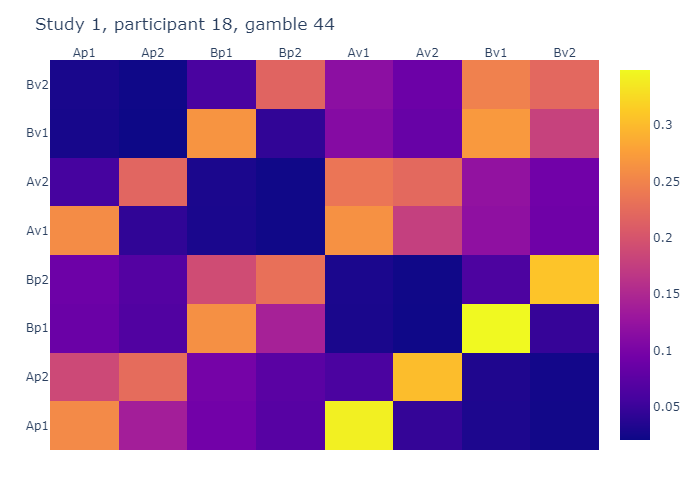 Study 1, participant 18, gamble 44
Ap1 Ap2 Bp1 Bp2 Av1 Av2 Bv1 Bv2
Bv2
Bv1
Av2
Av1
Bp2
Bp1
Ap2
Ap1
0.3
0.25
0.2
0.15
0.1
0.05